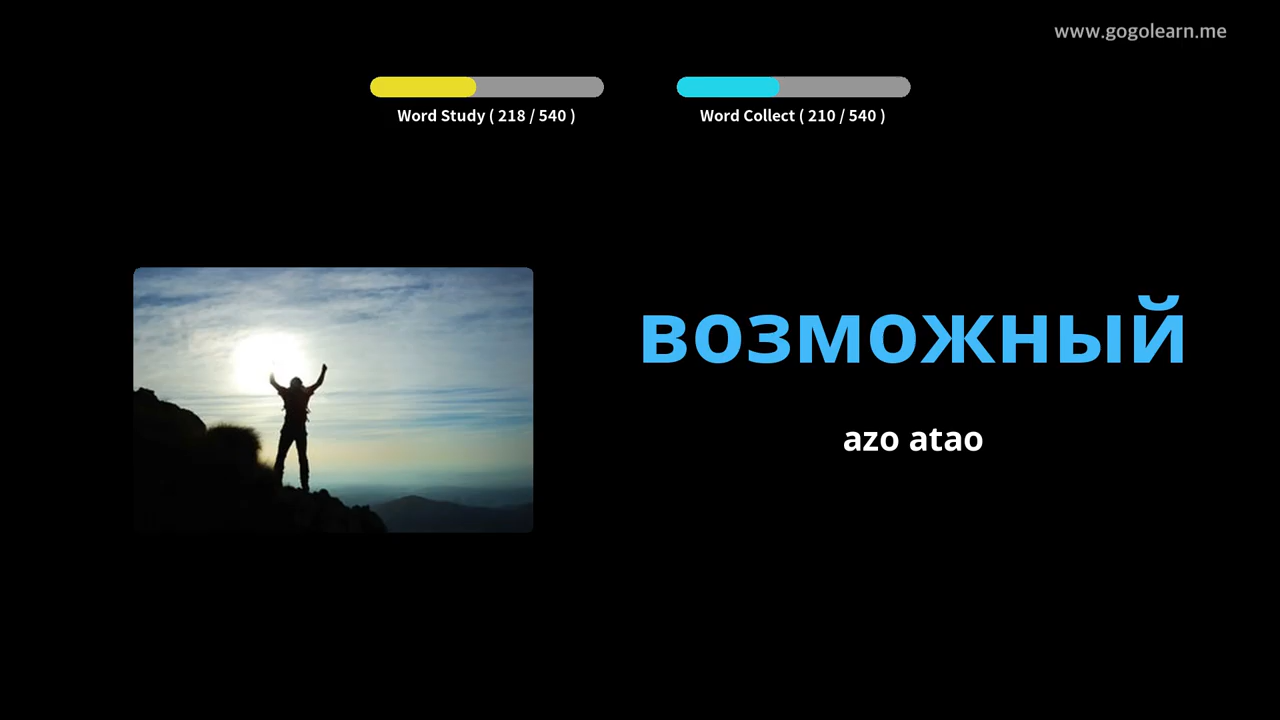 www.gogolearn.me
Word Study ( 218 / 540 )
Word Collect ( 210 / 540 )
возможный
azo atao